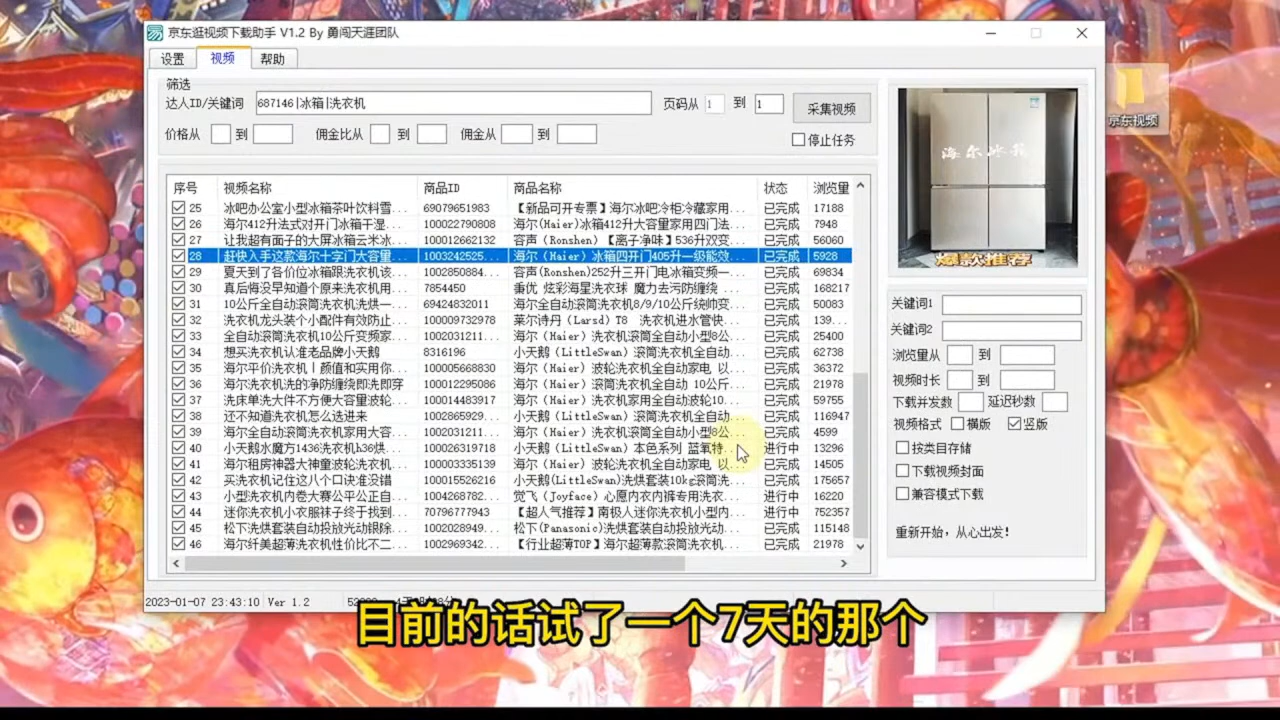 京东逛视频下载助手 V1.2 By 勇闯天涯团队
设置 视频 帮助
筛选
达人ID/关键词 687146|冰箱|洗衣机 页码从 1 到 1 采集视频
价格从 到 佣金比从 到 佣金从 到 停止任务
序号 视频名称 商品ID 商品名称 状态 浏览量
25 冰吧办公室小型冰箱茶叶饮料雪... 69079651983 【新品可开专票】海尔冰吧冷柜冷藏家用... 已完成 17188
26 海尔412升法式对开门冰箱干湿... 100022790808 海尔(Haier)冰箱412升大容量家用四门法... 已完成 7948
27 让我超有面子的大屏冰箱云米冰... 100012662132 容声（Ronshen）【离子净味】536升双变... 已完成 56060
28 赶快入手这款海尔十字门大容量... 1003242525... 海尔（Haier）冰箱四开门405升一级能效... 已完成 5928
29 夏天到了各价位冰箱跟洗衣机该... 1002850884... 容声(Ronshen)252升三开门电冰箱变频一... 已完成 69834
30 真后悔没早知道个原来洗衣机用... 7854450 垂优 炫彩海星洗衣球 魔力去污防缠绕 ... 已完成 168217
31 10公斤全自动滚筒洗衣机洗烘一... 69424832011 海尔全自动滚筒洗衣机8/9/10公斤统帅变... 已完成 50083
32 洗衣机龙头装个小配件有效防止... 100009732978 莱尔诗丹（Larsd）T8 洗衣机进水管快... 已完成 139...
33 全自动滚筒洗衣机10公斤变频家... 1002031211... 海尔（Haier）洗衣机滚筒全自动小型8公... 已完成 25400
34 想买洗衣机认准老品牌小天鹅 8316196 小天鹅（LittleSwan）滚筒洗衣机全自动... 已完成 62738
35 海尔平价洗衣机丨颜值和实用你... 100005668830 海尔（Haier）波轮洗衣机全自动家电 以... 已完成 36372
36 海尔洗衣机洗的净防缠绕即洗即穿 100012295086 海尔（Haier）滚筒洗衣机全自动 10公斤... 已完成 21978
37 洗床单洗大件不方便大容量波轮... 100014483917 海尔（Haier）洗衣机家用全自动波轮10... 已完成 59755
38 还不知道洗衣机怎么选进来 1002865929... 小天鹅（LittleSwan）滚筒洗衣机全自动... 已完成 116947
39 海尔全自动滚筒洗衣机家用大容... 1002031211... 海尔（Haier）洗衣机滚筒全自动小型8公... 已完成 4599
40 小天鹅水魔方1436洗衣机h36烘... 100026319718 小天鹅（LittleSwan）本色系列 蓝氧特... 进行中 13296
41 海尔租房神器大神童波轮洗衣机... 100003335139 海尔（Haier）波轮洗衣机全自动家电 以... 已完成 14505
42 买洗衣机记住这八个口诀准没错 100015526216 小天鹅(LittleSwan)洗烘套装10kg滚筒洗... 已完成 175657
43 小型洗衣机内卷大赛公平公正自... 1004268782... 觉飞（Joyface）心愿内衣内裤专用洗衣... 进行中 16220
44 迷你洗衣机小衣服袜子终于找到... 70796777943 【超人气推荐】南极人迷你洗衣机小型内... 进行中 752357
45 松下洗烘套装自动投放光动银除... 1002028949... 松下(Panasonic)洗烘套装自动投放光动... 已完成 115148
46 海尔纤美超薄洗衣机性价比不二... 1002969342... 【行业超薄TOP】海尔超薄款滚筒洗衣机... 已完成 21978
2023-01-07 23:43:10 Ver 1.2
海尔冰箱
爆款推荐
关键词1
关键词2
浏览量从 到
视频时长 到
下载并发数 延迟秒数
视频格式 横版 竖版
按类目存储
下载视频封面
兼容模式下载
重新开始，从心出发！
京东视频
目前的话试了一个7天的那个